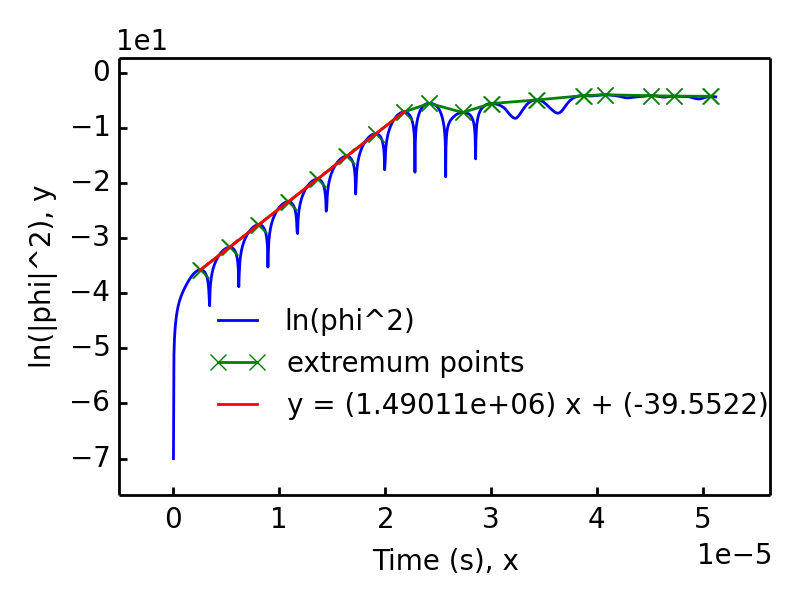 1e1
0
−1
−2
−3
−4
−5
−6
−7
ln(|phi|^2), y
ln(phi^2)
extremum points
y = (1.49011e+06) x + (-39.5522)
0 1 2 3 4 5
1e−5
Time (s), x